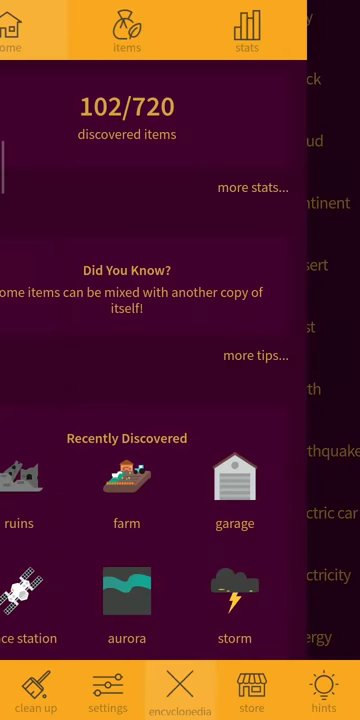 ome
items
stats
y
102/720
ck
discovered items
ud
more stats...
ntinent
Did You Know?
sert
ome items can be mixed with another copy of
itself!
st
more tips...
th
Recently Discovered
thquake
ruins
farm
garage
ctric car
ctricity
ce station
aurora
storm
ergy
clean up
settings
encyclopedia
store
hints